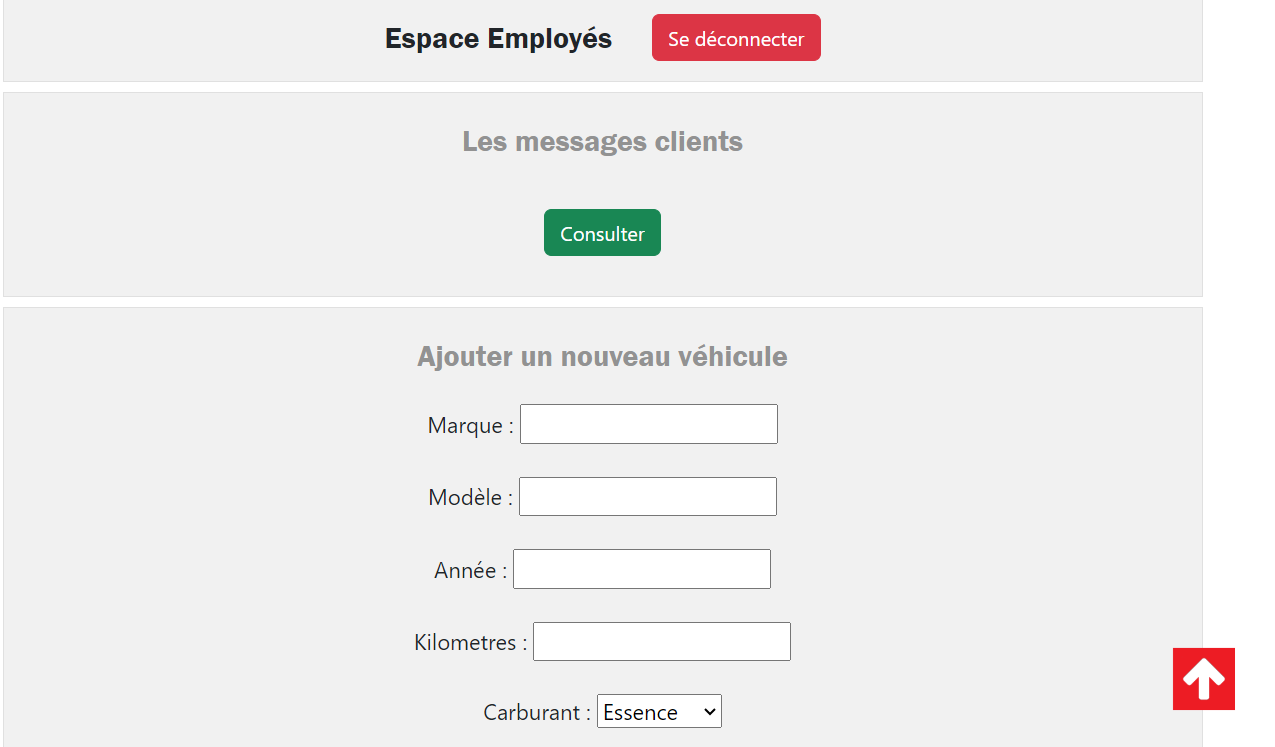 Espace Employés Se déconnecter
Les messages clients
Consulter
Ajouter un nouveau véhicule
Marque :
Modèle :
Année :
Kilometres :
Carburant : Essence